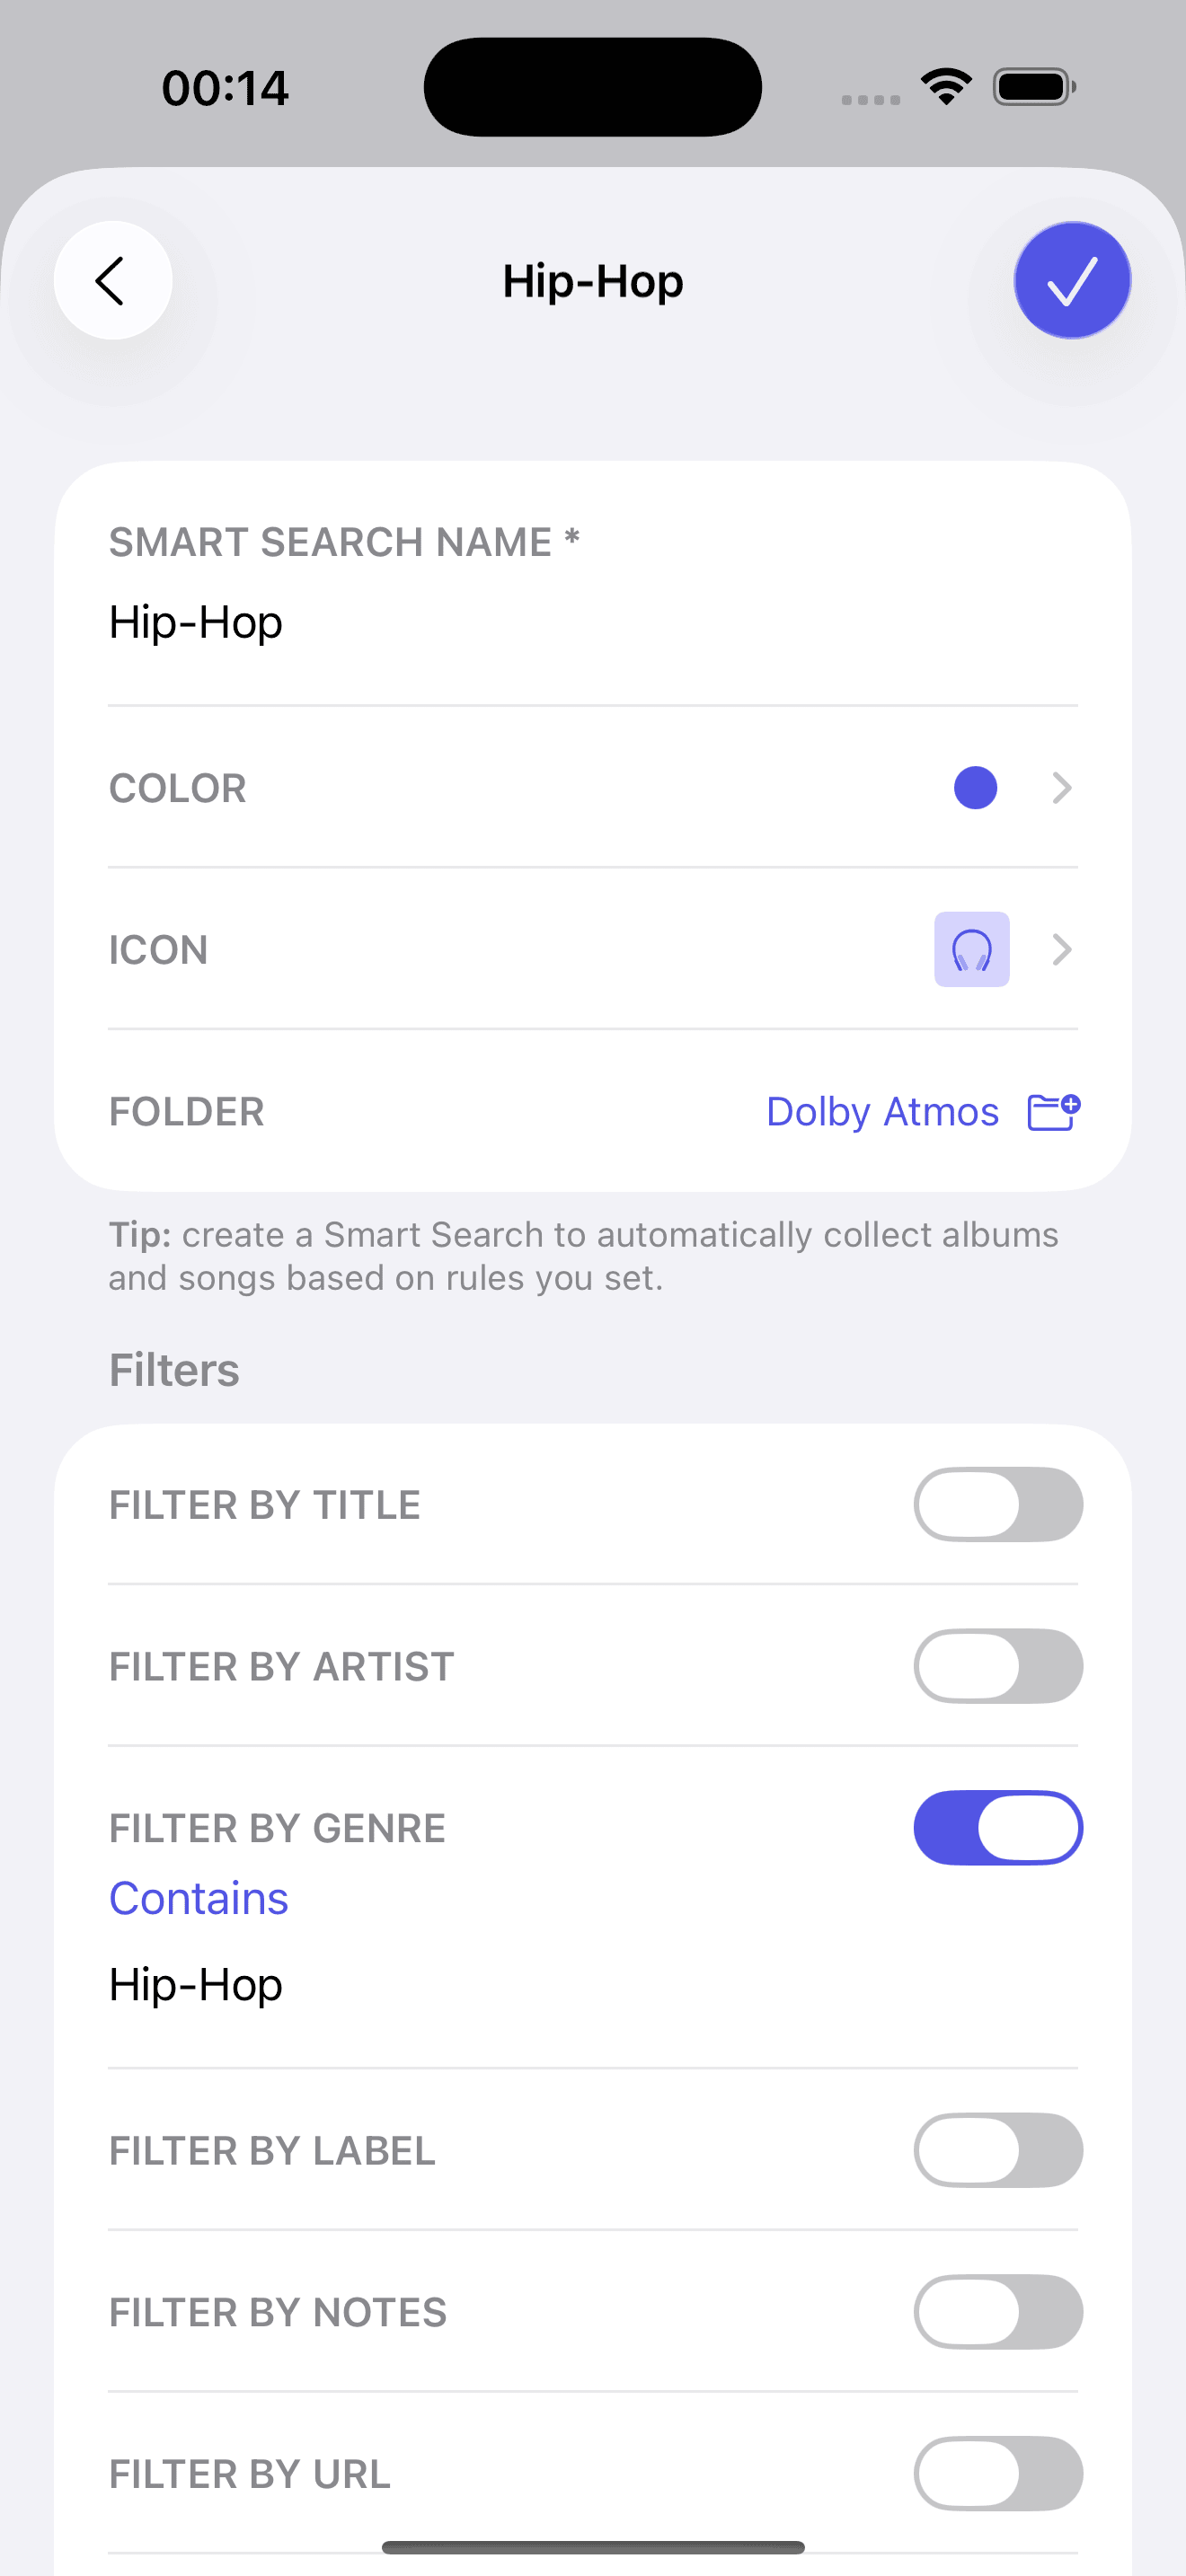 00:14
Hip-Hop
SMART SEARCH NAME *
Hip-Hop
COLOR
ICON
FOLDER Dolby Atmos
Tip: create a Smart Search to automatically collect albums
and songs based on rules you set.
Filters
FILTER BY TITLE
FILTER BY ARTIST
FILTER BY GENRE
Contains
Hip-Hop
FILTER BY LABEL
FILTER BY NOTES
FILTER BY URL